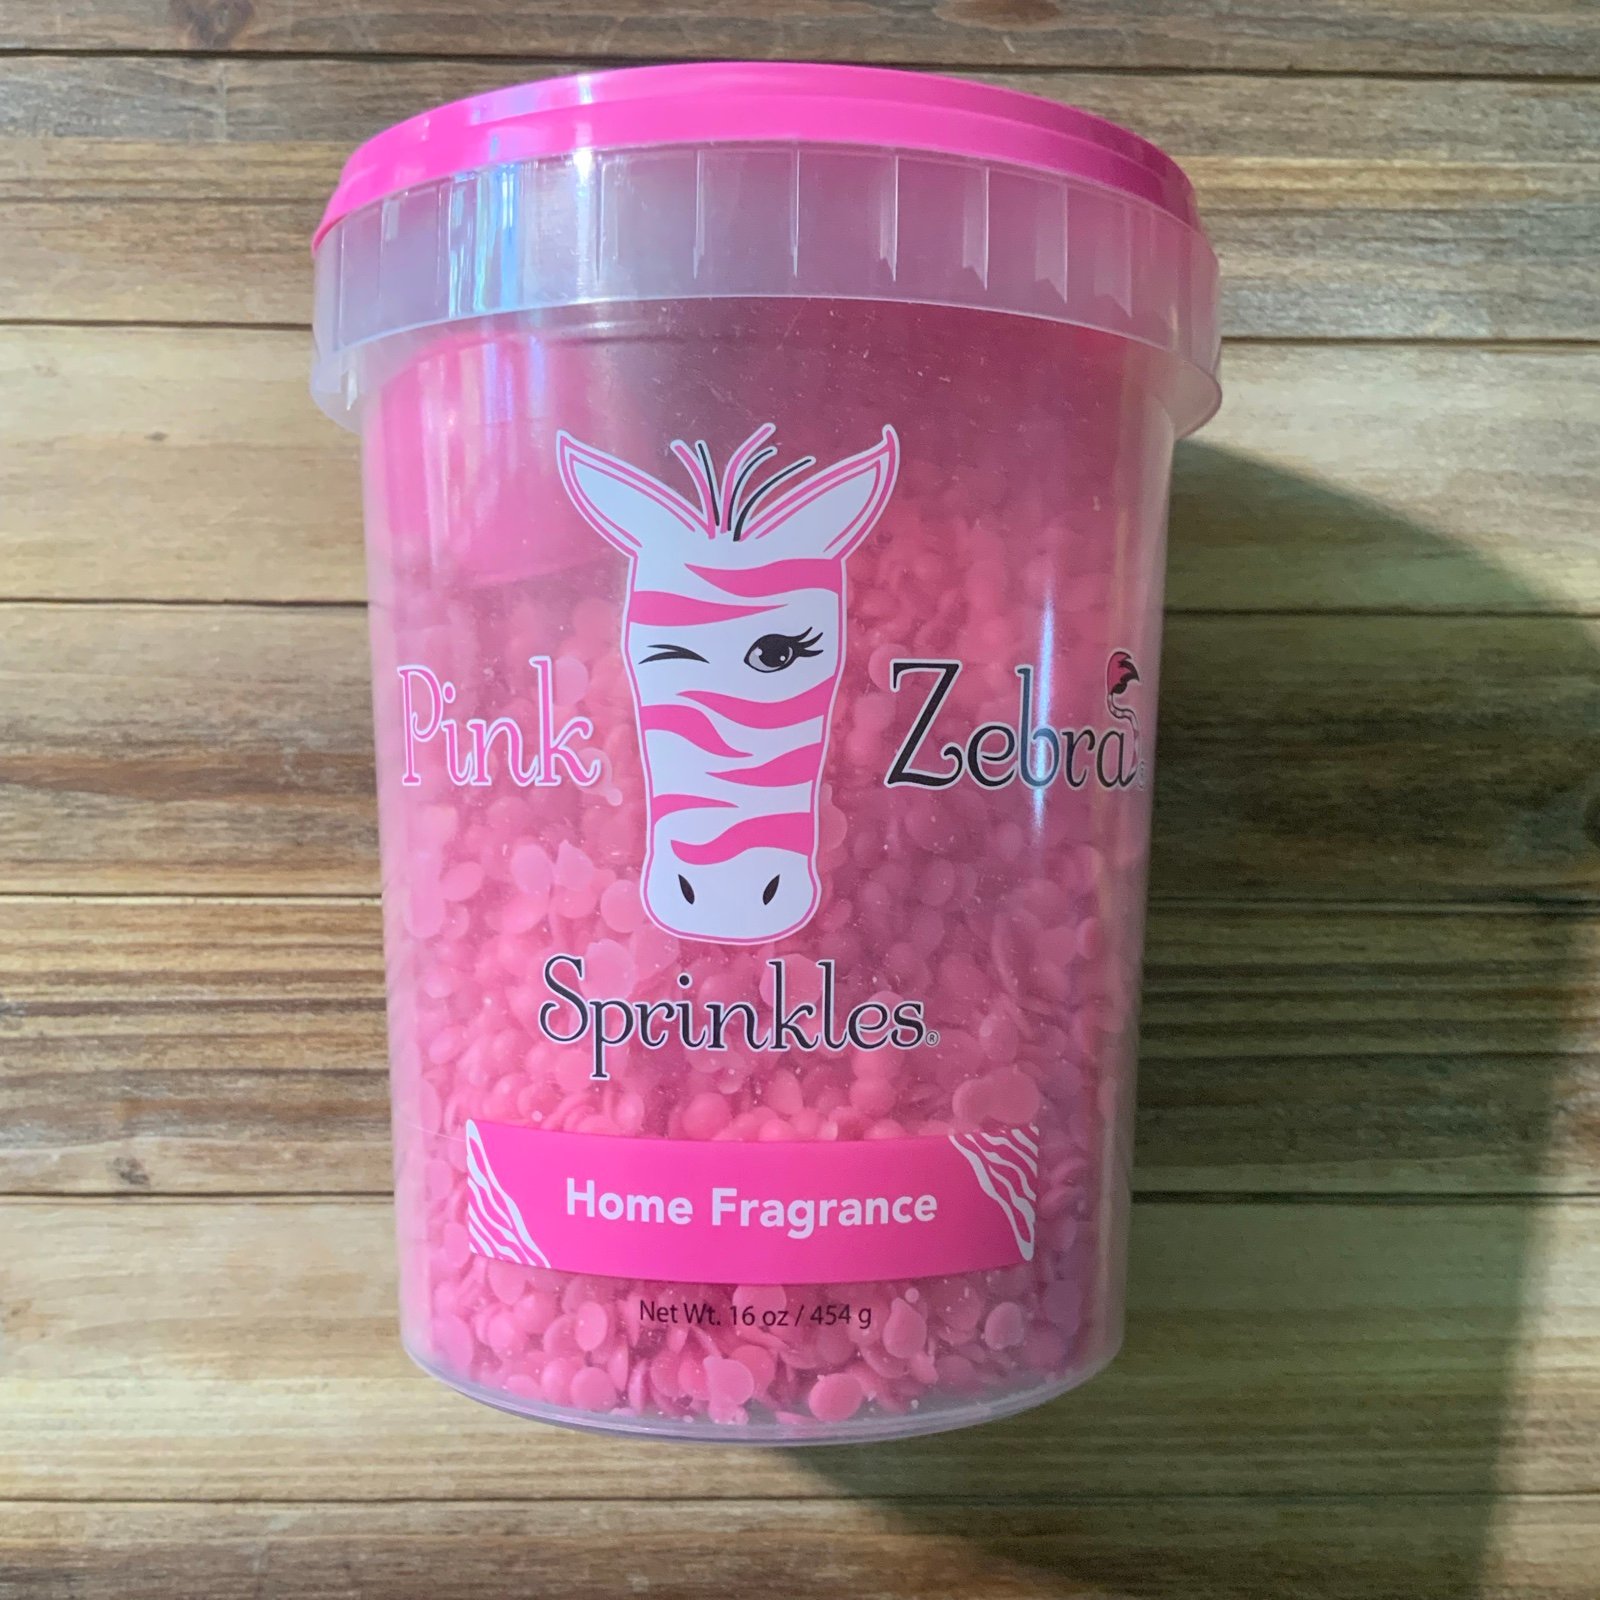 Pink Zebra®
Sprinkles®
Home Fragrance
Net Wt. 16 oz / 454 g